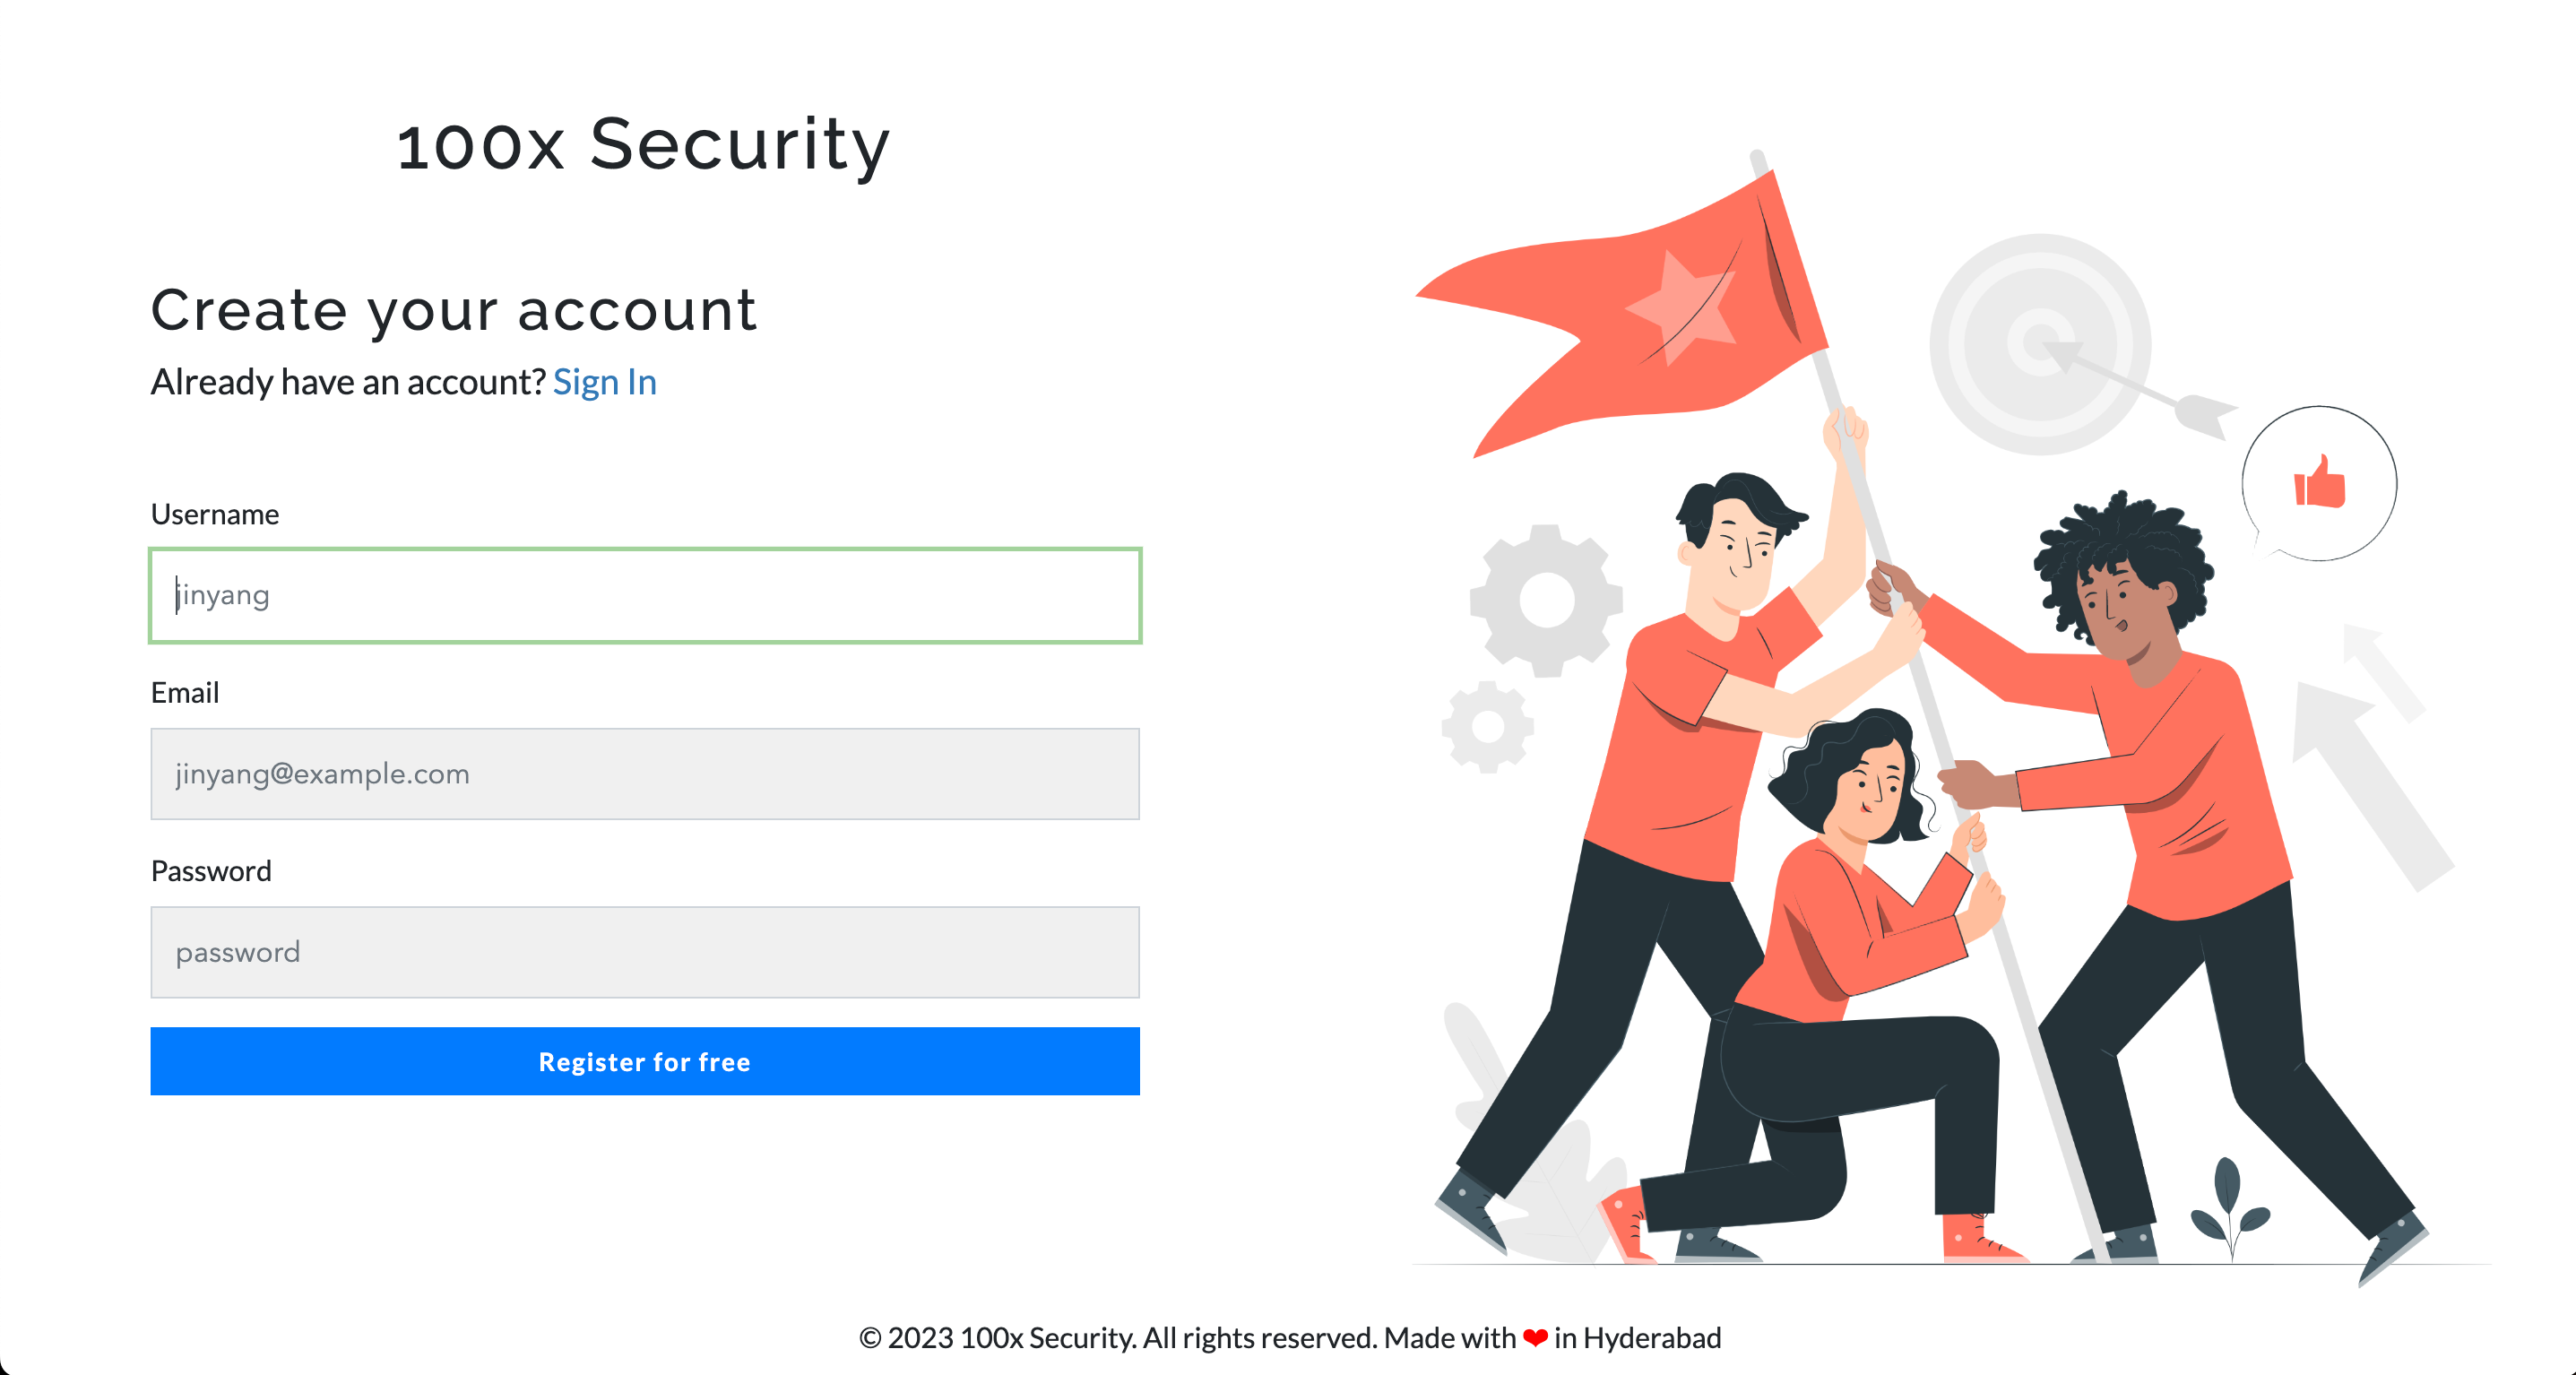 100x Security
Create your account
Already have an account? Sign In
Username
jinyang
Email
jinyang@example.com
Password
password
Register for free
© 2023 100x Security. All rights reserved. Made with ❤ in Hyderabad